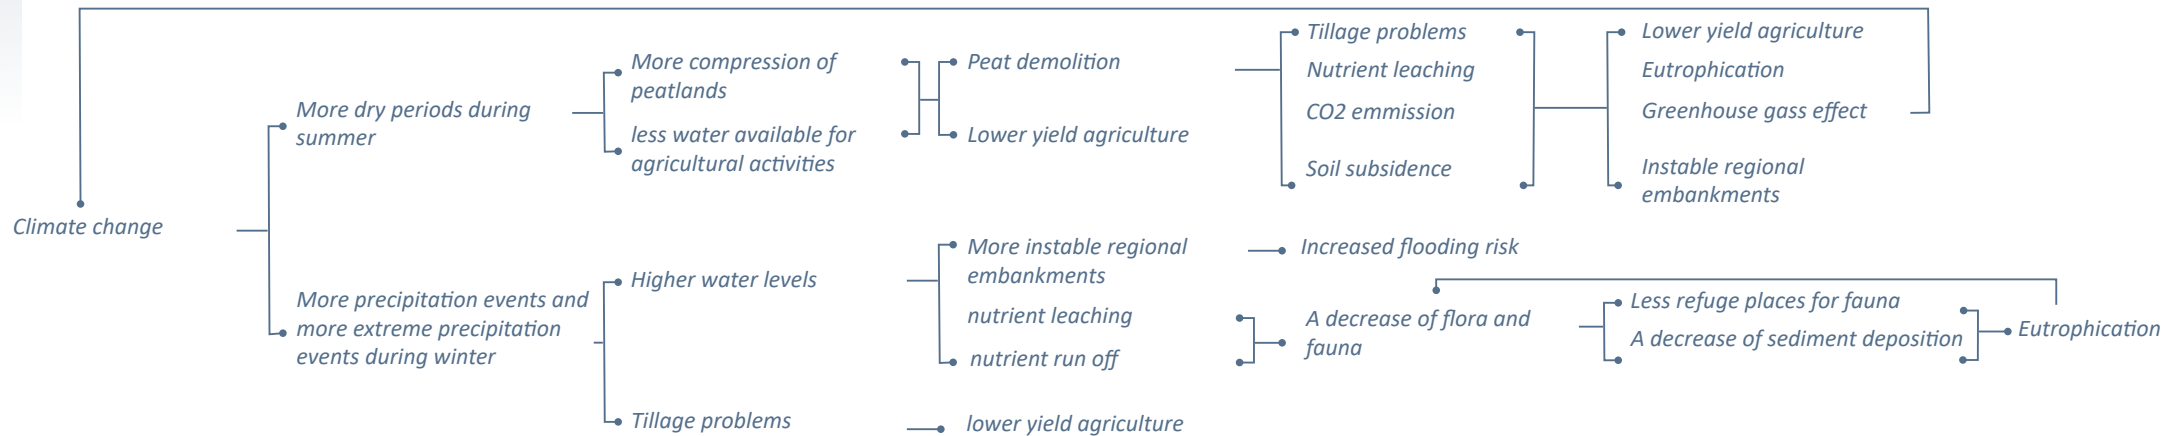 Climate change
More dry periods during
summer
More precipitation events and
more extreme precipitation
events during winter
More compression of
peatlands
less water available for
agricultural activities
Higher water levels
Tillage problems
Peat demolition
Lower yield agriculture
More instable regional
embankments
nutrient leaching
nutrient run off
lower yield agriculture
Tillage problems
Nutrient leaching
CO2 emmission
Soil subsidence
Increased flooding risk
A decrease of flora and
fauna
Lower yield agriculture
Eutrophication
Greenhouse gass effect
Instable regional
embankments
Less refuge places for fauna
A decrease of sediment deposition
Eutrophication